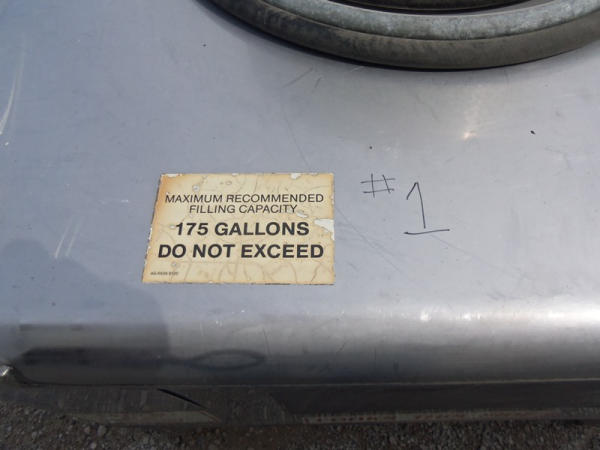 MAXIMUM RECOMMENDED
FILLING CAPACITY
175 GALLONS
DO NOT EXCEED
#1